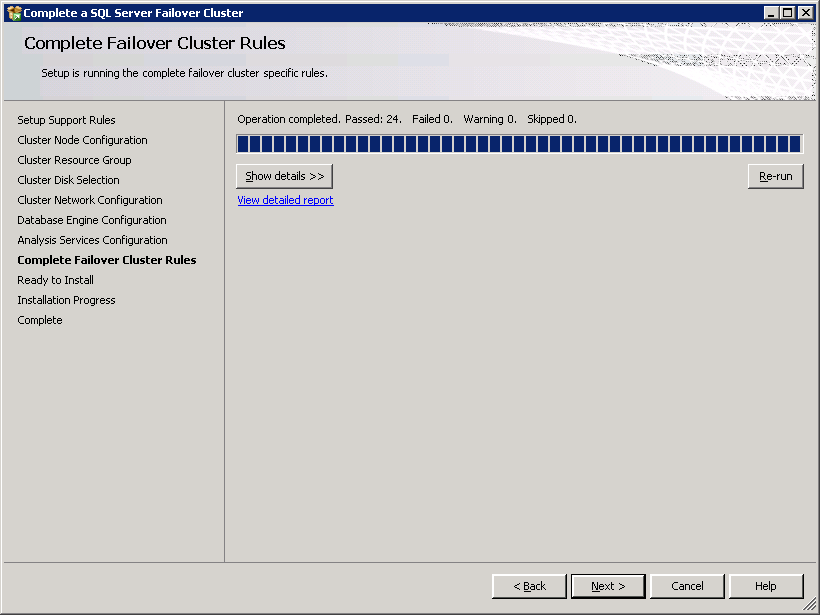 Complete a SQL Server Failover Cluster
Complete Failover Cluster Rules
Setup is running the complete failover cluster specific rules.
Setup Support Rules
Cluster Node Configuration
Cluster Resource Group
Cluster Disk Selection
Cluster Network Configuration
Database Engine Configuration
Analysis Services Configuration
Complete Failover Cluster Rules
Ready to Install
Installation Progress
Complete
Operation completed. Passed: 24. Failed 0. Warning 0. Skipped 0.
Show details >>
Re-run
View detailed report
< Back
Next >
Cancel
Help